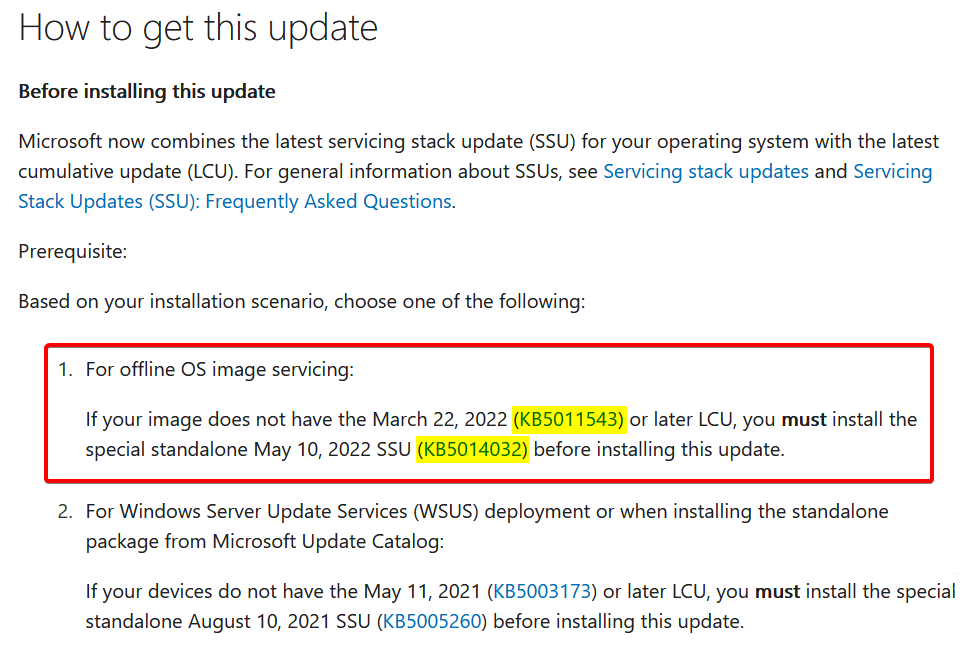 How to get this update
Before installing this update
Microsoft now combines the latest servicing stack update (SSU) for your operating system with the latest
cumulative update (LCU). For general information about SSUs, see Servicing stack updates and Servicing
Stack Updates (SSU): Frequently Asked Questions.
Prerequisite:
Based on your installation scenario, choose one of the following:
1. For offline OS image servicing:
If your image does not have the March 22, 2022 (KB5011543) or later LCU, you must install the
special standalone May 10, 2022 SSU (KB5014032) before installing this update.
2. For Windows Server Update Services (WSUS) deployment or when installing the standalone
package from Microsoft Update Catalog:
If your devices do not have the May 11, 2021 (KB5003173) or later LCU, you must install the special
standalone August 10, 2021 SSU (KB5005260) before installing this update.